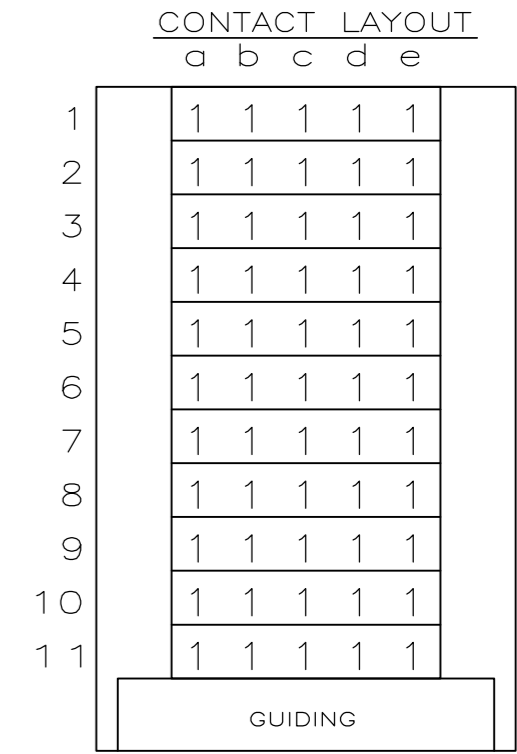 CONTACT LAYOUT
a b c d e
1 1 1 1 1 1
2 1 1 1 1 1
3 1 1 1 1 1
4 1 1 1 1 1
5 1 1 1 1 1
6 1 1 1 1 1
7 1 1 1 1 1
8 1 1 1 1 1
9 1 1 1 1 1
10 1 1 1 1 1
11 1 1 1 1 1
GUIDING